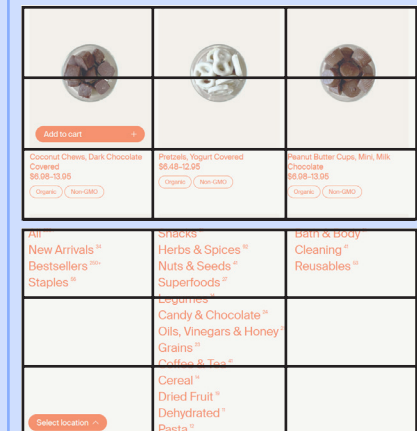 Add to cart +
Coconut Chews, Dark Chocolate
Covered
$6.98-13.95
Organic Non-GMO
Pretzels, Yogurt Covered
$6.48-12.95
Organic Non-GMO
Peanut Butter Cups, Mini, Milk
Chocolate
$6.98-13.95
Organic Non-GMO
All
New Arrivals
Bestsellers
Staples
Snacks
Herbs & Spices
Nuts & Seeds
Superfoods
Legumes
Candy & Chocolate
Oils, Vinegars & Honey
Grains
Coffee & Tea
Cereal
Dried Fruit
Dehydrated
Pasta
Bath & Body
Cleaning
Reusables
Select location